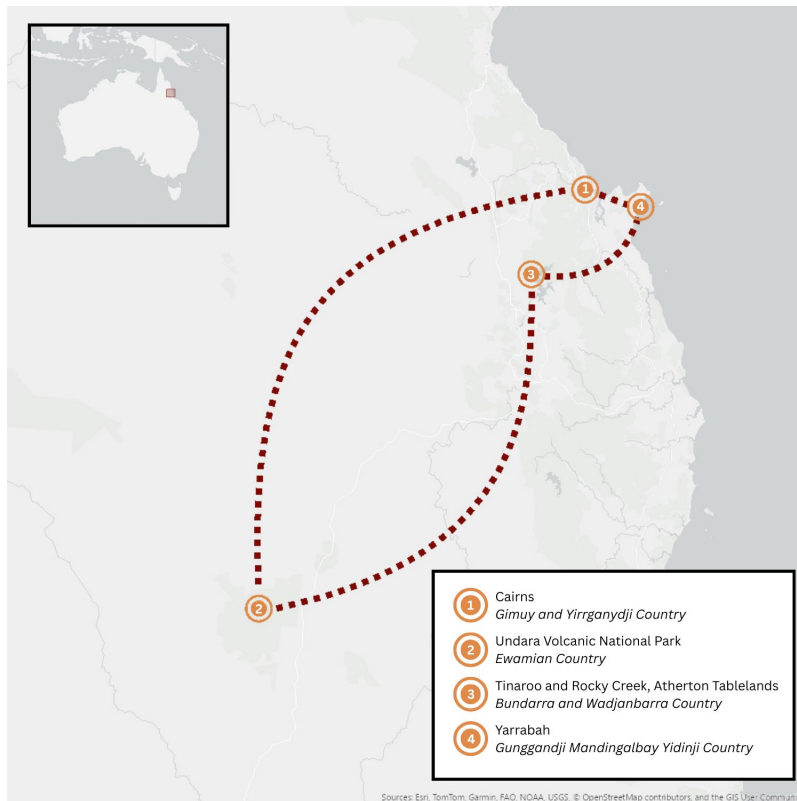 1
4
3
2
1 Cairns
Gimuy and Yirrganydji Country
2 Undara Volcanic National Park
Ewamian Country
3 Tinaroo and Rocky Creek, Atherton Tablelands
Bundarra and Wadjanbarra Country
4 Yarrabah
Gunggandji Mandingalbay Yidinji Country
Sources: Esri, TomTom, Garmin, FAO, NOAA, USGS, © OpenStreetMap contributors, and the GIS User Commun